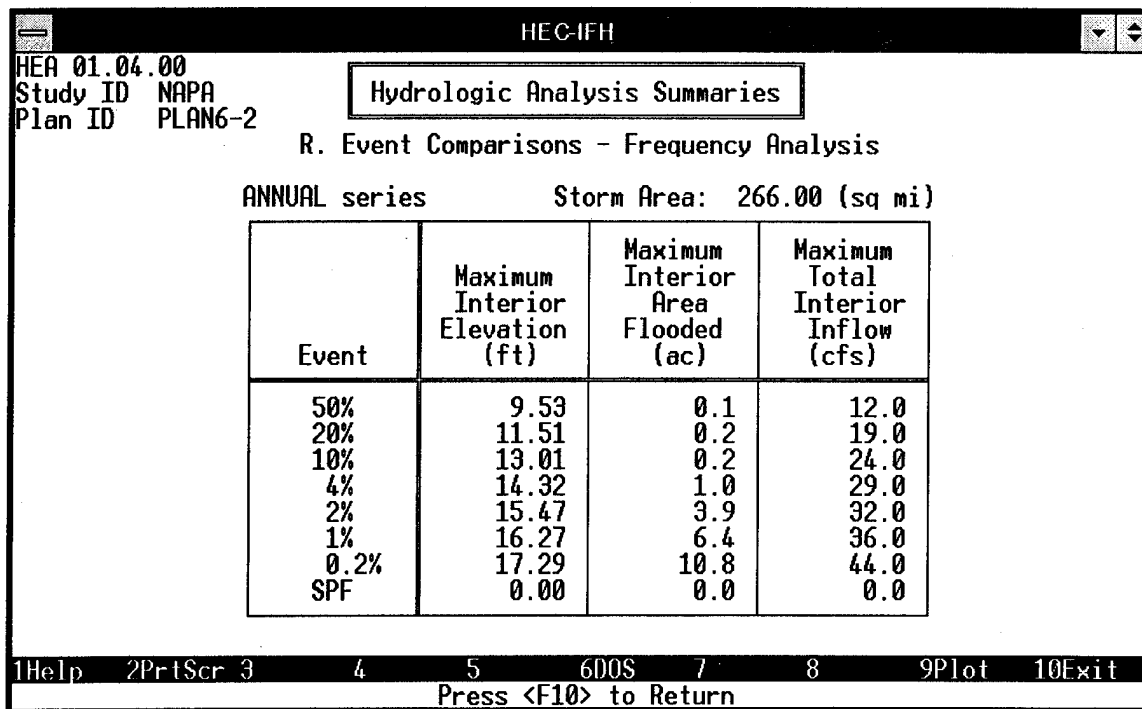 HEC-IFH
HEA 01.04.00
Study ID NAPA
Plan ID PLAN6-2
Hydrologic Analysis Summaries
R. Event Comparisons - Frequency Analysis
ANNUAL series Storm Area: 266.00 (sq mi)
Event
Maximum
Interior
Elevation
(ft)
Maximum
Interior
Area
Flooded
(ac)
Maximum
Total
Interior
Inflow
(cfs)
50% 9.53 0.1 12.0
20% 11.51 0.2 19.0
10% 13.01 0.2 24.0
4% 14.32 1.0 29.0
2% 15.47 3.9 32.0
1% 16.27 6.4 36.0
0.2% 17.29 10.8 44.0
SPF 0.00 0.0 0.0
1Help 2PrtScr 3 4 5 6DOS 7 8 9Plot 10Exit
Press <F10> to Return